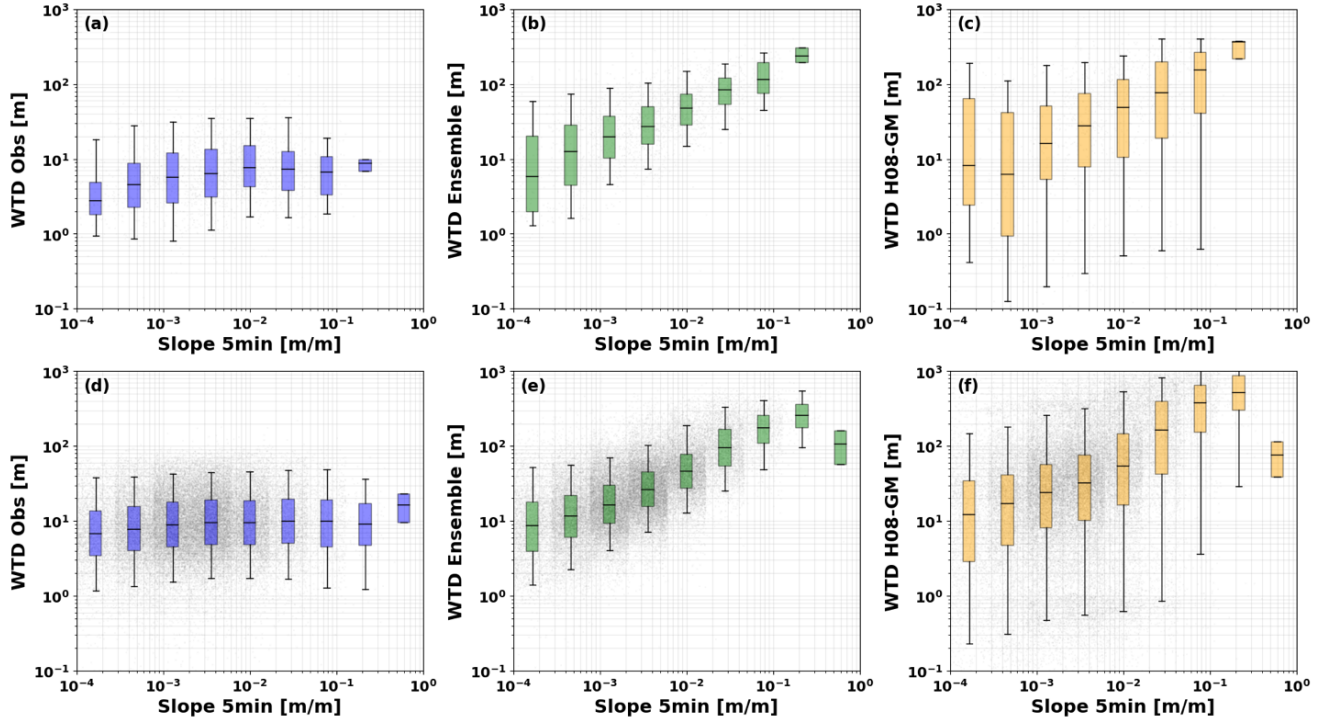 (a)
WTD Obs [m]
10³
10²
10¹
10⁰
10⁻¹
10⁻⁴ 10⁻³ 10⁻² 10⁻¹ 10⁰
Slope 5min [m/m]
(b)
WTD Ensemble [m]
10³
10²
10¹
10⁰
10⁻¹
10⁻⁴ 10⁻³ 10⁻² 10⁻¹ 10⁰
Slope 5min [m/m]
(c)
WTD H08-GM [m]
10³
10²
10¹
10⁰
10⁻¹
10⁻⁴ 10⁻³ 10⁻² 10⁻¹ 10⁰
Slope 5min [m/m]
(d)
WTD Obs [m]
10³
10²
10¹
10⁰
10⁻¹
10⁻⁴ 10⁻³ 10⁻² 10⁻¹ 10⁰
Slope 5min [m/m]
(e)
WTD Ensemble [m]
10³
10²
10¹
10⁰
10⁻¹
10⁻⁴ 10⁻³ 10⁻² 10⁻¹ 10⁰
Slope 5min [m/m]
(f)
WTD H08-GM [m]
10³
10²
10¹
10⁰
10⁻¹
10⁻⁴ 10⁻³ 10⁻² 10⁻¹ 10⁰
Slope 5min [m/m]